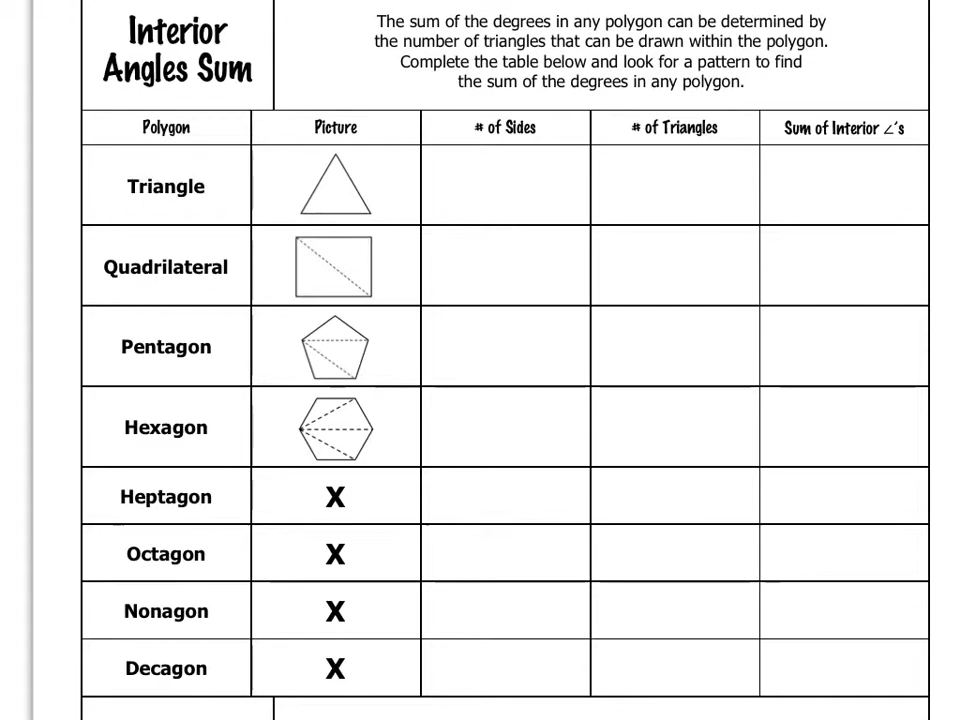 Interior
Angles Sum
The sum of the degrees in any polygon can be determined by
the number of triangles that can be drawn within the polygon.
Complete the table below and look for a pattern to find
the sum of the degrees in any polygon.
Polygon Picture # of Sides # of Triangles Sum of Interior ∠'s
Triangle
Quadrilateral
Pentagon
Hexagon
Heptagon X
Octagon X
Nonagon X
Decagon X